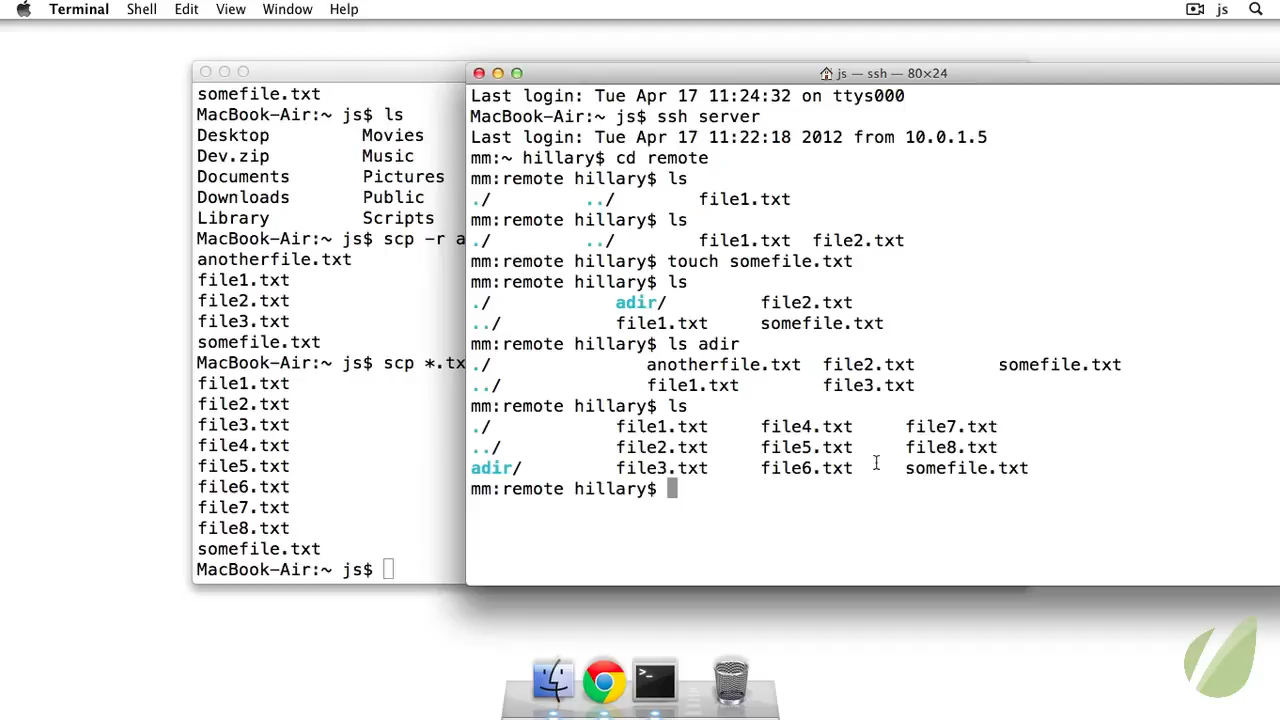 Terminal Shell Edit View Window Help js
somefile.txt
MacBook-Air:~ js$ ls
Desktop Movies
Dev.zip Music
Documents Pictures
Downloads Public
Library Scripts
MacBook-Air:~ js$ scp -r a
anotherfile.txt
file1.txt
file2.txt
file3.txt
somefile.txt
MacBook-Air:~ js$ scp *.tx
file1.txt
file2.txt
file3.txt
file4.txt
file5.txt
file6.txt
file7.txt
file8.txt
somefile.txt
MacBook-Air:~ js$
js — ssh — 80×24
Last login: Tue Apr 17 11:24:32 on ttys000
MacBook-Air:~ js$ ssh server
Last login: Tue Apr 17 11:22:18 2012 from 10.0.1.5
mm:~ hillary$ cd remote
mm:remote hillary$ ls
./ ../ file1.txt
mm:remote hillary$ ls
./ ../ file1.txt file2.txt
mm:remote hillary$ touch somefile.txt
mm:remote hillary$ ls
./ adir/ file2.txt
../ file1.txt somefile.txt
mm:remote hillary$ ls adir
./ anotherfile.txt file2.txt somefile.txt
../ file1.txt file3.txt
mm:remote hillary$ ls
./ file1.txt file4.txt file7.txt
../ file2.txt file5.txt file8.txt
adir/ file3.txt file6.txt somefile.txt
mm:remote hillary$
>_